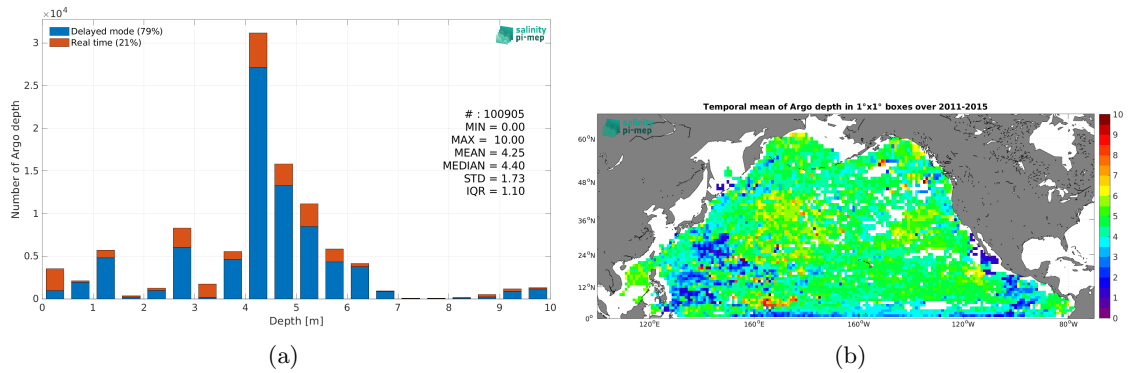 ×10⁴
Delayed mode (79%)
Real time (21%)
salinity
pi-mep
3
2.5
2
1.5
1
0.5
0
Number of Argo depth
# : 100905
MIN = 0.00
MAX = 10.00
MEAN = 4.25
MEDIAN = 4.40
STD = 1.73
IQR = 1.10
0 1 2 3 4 5 6 7 8 9 10
Depth [m]
(a)
Temporal mean of Argo depth in 1°x1° boxes over 2011-2015
salinity
pi-mep
60°N
48°N
36°N
24°N
12°N
0°
120°E 160°E 160°W 120°W 80°W
10
9
8
7
6
5
4
3
2
1
0
(b)